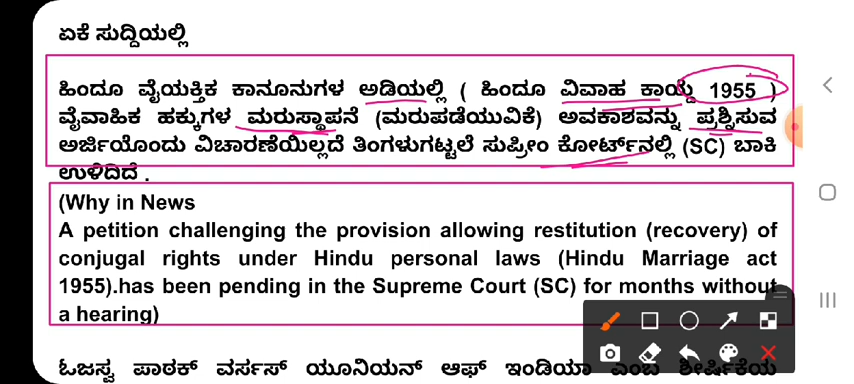 ಏಕೆ ಸುದ್ದಿಯಲ್ಲಿ
ಹಿಂದೂ ವೈಯಕ್ತಿಕ ಕಾನೂನುಗಳ ಅಡಿಯಲ್ಲಿ ( ಹಿಂದೂ ವಿವಾಹ ಕಾಯ್ದ 1955 )
ವೈವಾಹಿಕ ಹಕ್ಕುಗಳ ಮರುಸ್ಥಾಪನೆ (ಮರುಪಡೆಯುವಿಕೆ) ಅವಕಾಶವನ್ನು ಪ್ರಶ್ನಿಸುವ
ಅರ್ಜಿಯೊಂದು ವಿಚಾರಣೆಯಿಲ್ಲದೆ ತಿಂಗಳುಗಟ್ಟಲೆ ಸುಪ್ರೀಂ ಕೋರ್ಟ್‌ನಲ್ಲಿ (SC) ಬಾಕಿ
ಉಳಿದಿದೆ .
(Why in News
A petition challenging the provision allowing restitution (recovery) of
conjugal rights under Hindu personal laws (Hindu Marriage act
1955).has been pending in the Supreme Court (SC) for months without
a hearing)
ಓಜಸ್ವ ಪಾಠಕ್ ವರ್ಸಸ್ ಯೂನಿಯನ್ ಆಫ್ ಇಂಡಿಯಾ ಎಂಬ ಶೀರ್ಷಿಕೆಯ